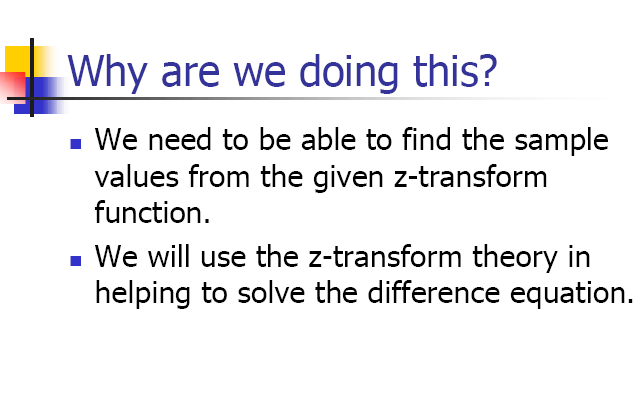 Why are we doing this?
We need to be able to find the sample
values from the given z-transform
function.
We will use the z-transform theory in
helping to solve the difference equation.